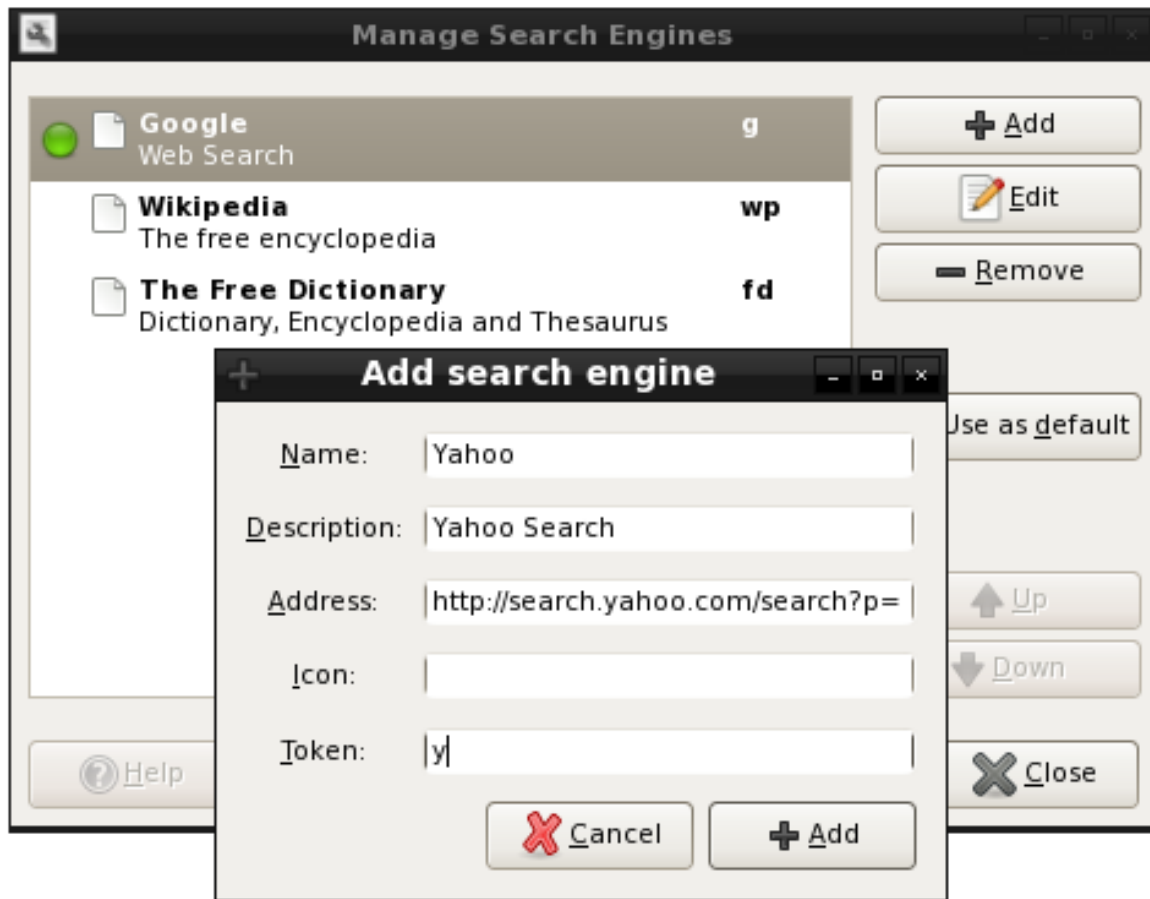 Manage Search Engines
Google g
Web Search
Wikipedia wp
The free encyclopedia
The Free Dictionary fd
Dictionary, Encyclopedia and Thesaurus
Add
Edit
Remove
Use as default
Up
Down
Help
Close
Add search engine
Name: Yahoo
Description: Yahoo Search
Address: http://search.yahoo.com/search?p=
Icon:
Token: y
Cancel
Add